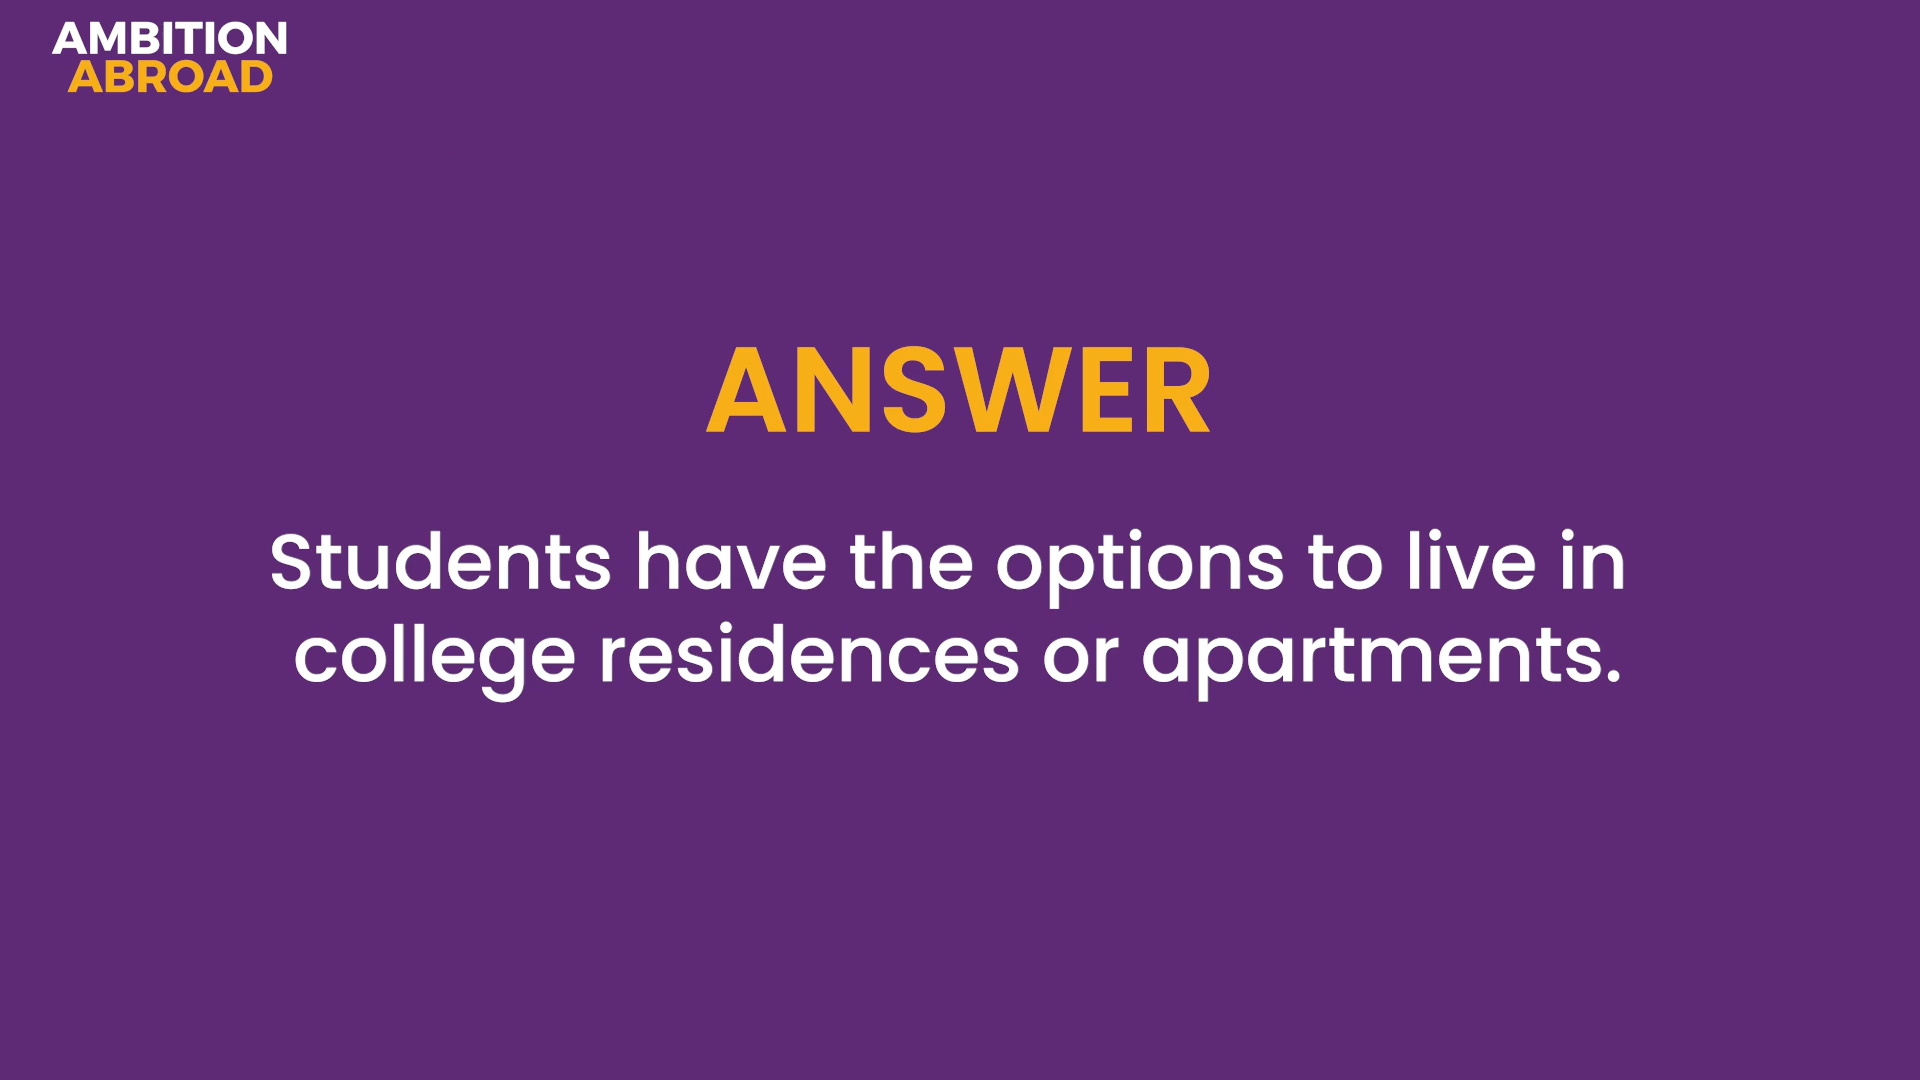 AMBITION
ABROAD
ANSWER
Students have the options to live in
college residences or apartments.